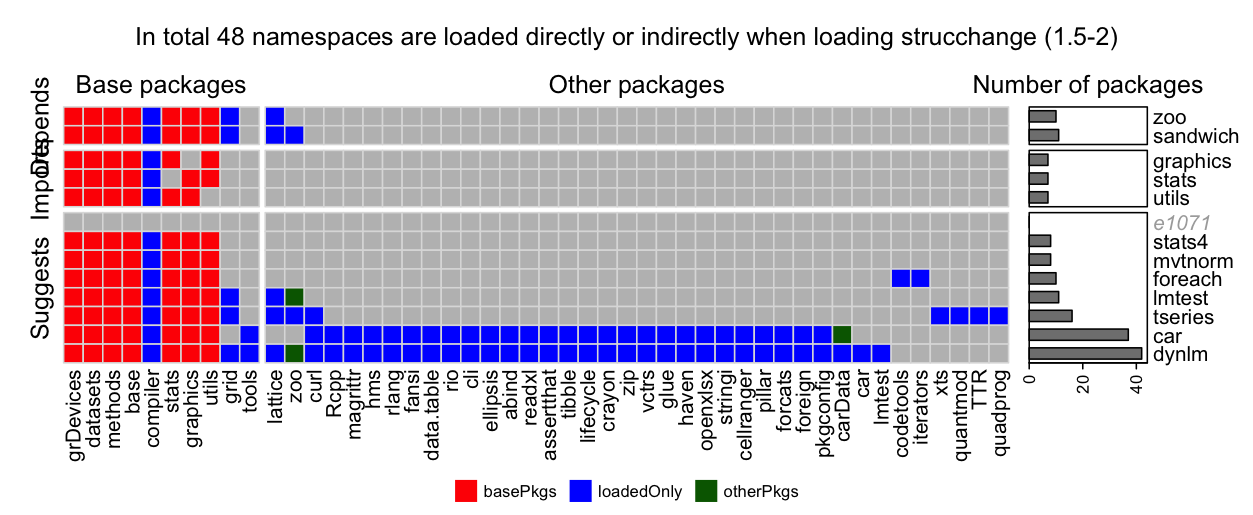 In total 48 namespaces are loaded directly or indirectly when loading strucchange (1.5-2)
Base packages
Other packages
Number of packages
Depends
Imports
Suggests
zoo
sandwich
graphics
stats
utils
e1071
stats4
mvtnorm
foreach
lmtest
tseries
car
dynlm
0
20
40
grDevices
datasets
methods
base
compiler
stats
graphics
utils
grid
tools
lattice
zoo
curl
Rcpp
magrittr
hms
rlang
fansi
data.table
rio
cli
ellipsis
abind
readxl
assertthat
tibble
lifecycle
crayon
zip
vctrs
glue
haven
openxlsx
stringi
cellranger
pillar
forcats
foreign
pkgconfig
carData
car
lmtest
codetools
iterators
xts
quantmod
TTR
quadprog
basePkgs
loadedOnly
otherPkgs